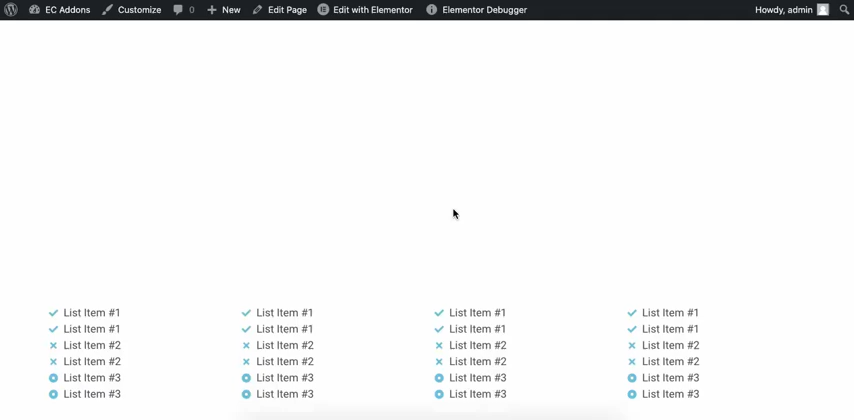 EC Addons Customize 0 New Edit Page Edit with Elementor Elementor Debugger Howdy, admin
List Item #1 List Item #1 List Item #1 List Item #1
List Item #1 List Item #1 List Item #1 List Item #1
List Item #2 List Item #2 List Item #2 List Item #2
List Item #2 List Item #2 List Item #2 List Item #2
List Item #3 List Item #3 List Item #3 List Item #3
List Item #3 List Item #3 List Item #3 List Item #3